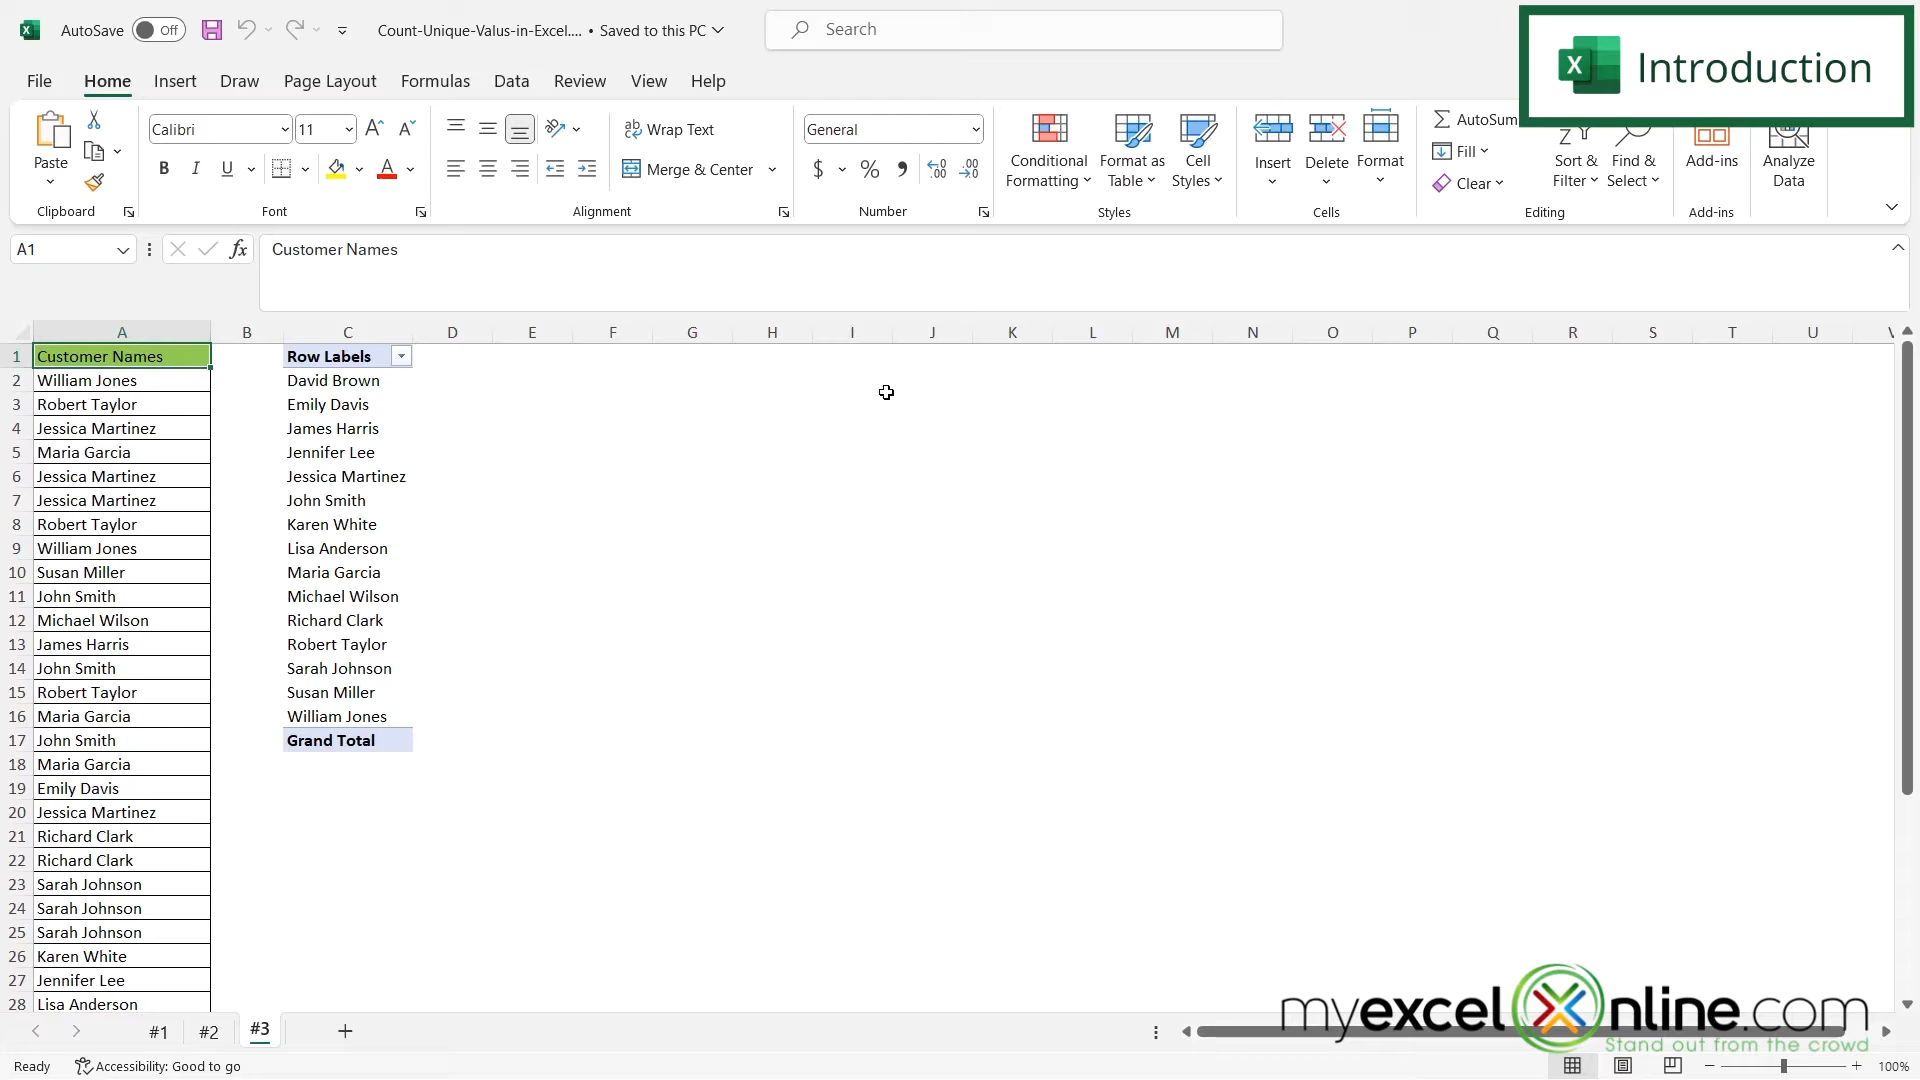 AutoSave Off Count-Unique-Valus-in-Excel.... • Saved to this PC Search
Introduction
File Home Insert Draw Page Layout Formulas Data Review View Help
Paste
Clipboard
Calibri 11
B I U A
Font
Wrap Text
Merge & Center
Alignment
General
$ %
Number
Conditional Formatting
Format as Table
Cell Styles
Styles
Insert Delete Format
Cells
AutoSum
Fill
Clear
Sort & Filter
Find & Select
Editing
Add-ins
Add-ins
Analyze Data
A1 fx Customer Names
A B C D E F G H I J K L M N O P Q R S T U
1 Customer Names Row Labels
2 William Jones David Brown
3 Robert Taylor Emily Davis
4 Jessica Martinez James Harris
5 Maria Garcia Jennifer Lee
6 Jessica Martinez Jessica Martinez
7 Jessica Martinez John Smith
8 Robert Taylor Karen White
9 William Jones Lisa Anderson
10 Susan Miller Maria Garcia
11 John Smith Michael Wilson
12 Michael Wilson Richard Clark
13 James Harris Robert Taylor
14 John Smith Sarah Johnson
15 Robert Taylor Susan Miller
16 Maria Garcia William Jones
17 John Smith Grand Total
18 Maria Garcia
19 Emily Davis
20 Jessica Martinez
21 Richard Clark
22 Richard Clark
23 Sarah Johnson
24 Sarah Johnson
25 Sarah Johnson
26 Karen White
27 Jennifer Lee
28 Lisa Anderson
#1 #2 #3
myexcelonline.com
Stand out from the crowd
Ready Accessibility: Good to go 100%